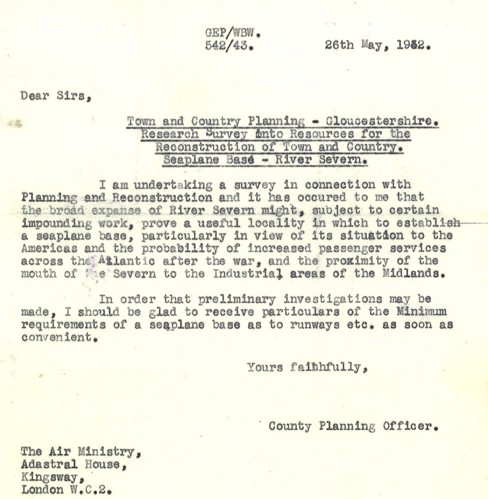 GEP/WBW.
542/43. 26th May, 1932.
Dear Sirs,
Town and Country Planning - Gloucestershire.
Research Survey into Resources for the
Reconstruction of Town and Country.
Seaplane Base - River Severn.
I am undertaking a survey in connection with
Planning and Reconstruction and it has occured to me that
the broad expanse of River Severn might, subject to certain
impounding work, prove a useful locality in which to establish
a seaplane base, particularly in view of its situation to the
Americas and the probability of increased passenger services
across the Atlantic after the war, and the proximity of the
mouth of the Severn to the Industrial areas of the Midlands.
In order that preliminary investigations may be
made, I should be glad to receive particulars of the Minimum
requirements of a seaplane base as to runways etc. as soon as
convenient.
Yours faithfully,
County Planning Officer.
The Air Ministry,
Adastral House,
Kingsway,
London W.C.2.